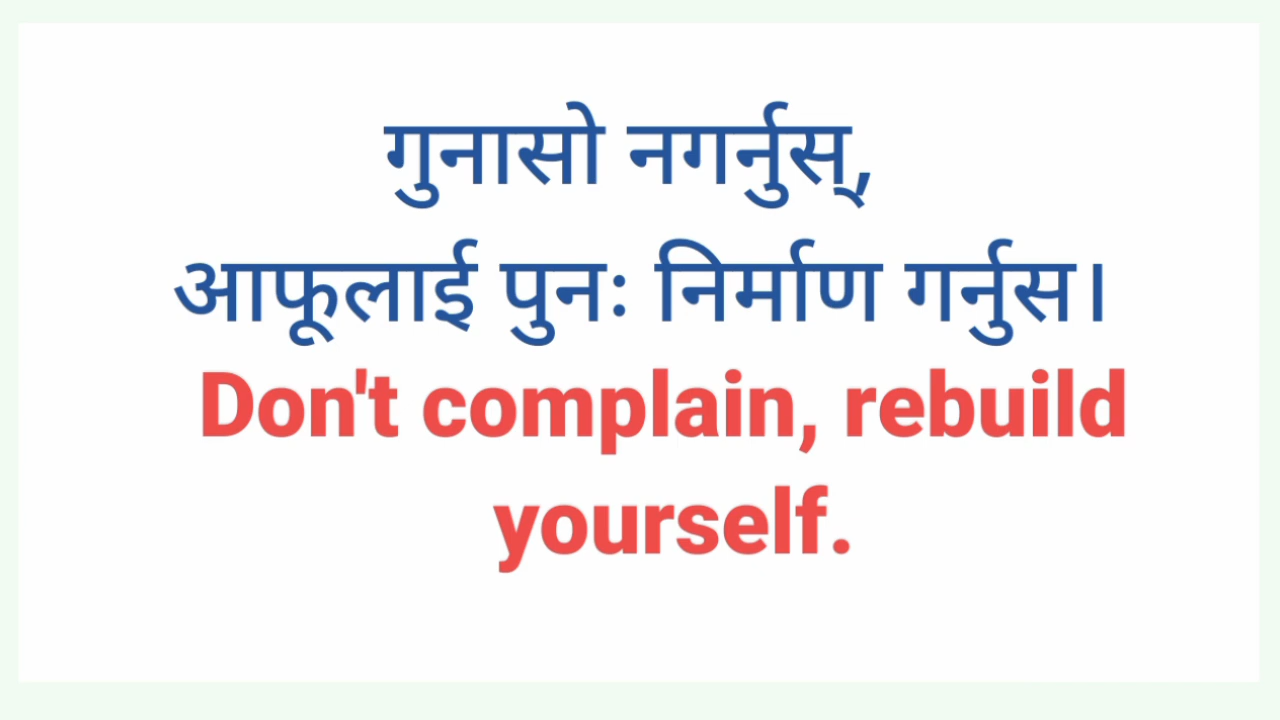 गुनासो नगर्नुस्,
आफूलाई पुनः निर्माण गर्नुस।
Don't complain, rebuild
yourself.